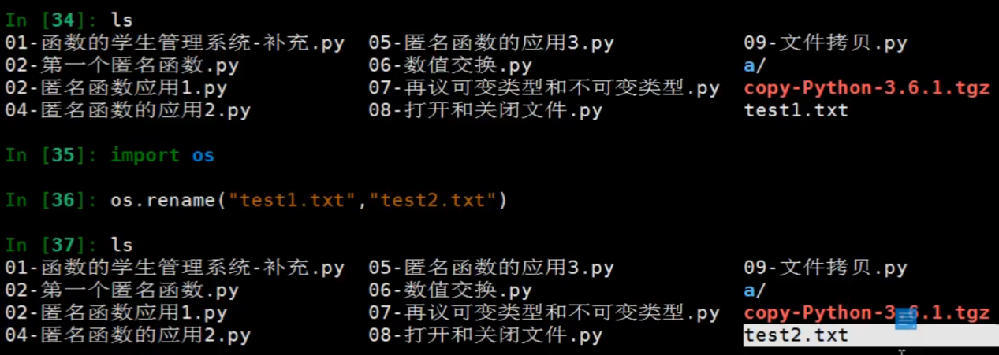 In [34]: ls
01-函数的学生管理系统-补充.py  05-匿名函数的应用3.py  09-文件拷贝.py
02-第一个匿名函数.py  06-数值交换.py  a/
02-匿名函数应用1.py  07-再议可变类型和不可变类型.py  copy-Python-3.6.1.tgz
04-匿名函数的应用2.py  08-打开和关闭文件.py  test1.txt
In [35]: import os
In [36]: os.rename("test1.txt","test2.txt")
In [37]: ls
01-函数的学生管理系统-补充.py  05-匿名函数的应用3.py  09-文件拷贝.py
02-第一个匿名函数.py  06-数值交换.py  a/
02-匿名函数应用1.py  07-再议可变类型和不可变类型.py  copy-Python-3.6.1.tgz
04-匿名函数的应用2.py  08-打开和关闭文件.py  test2.txt